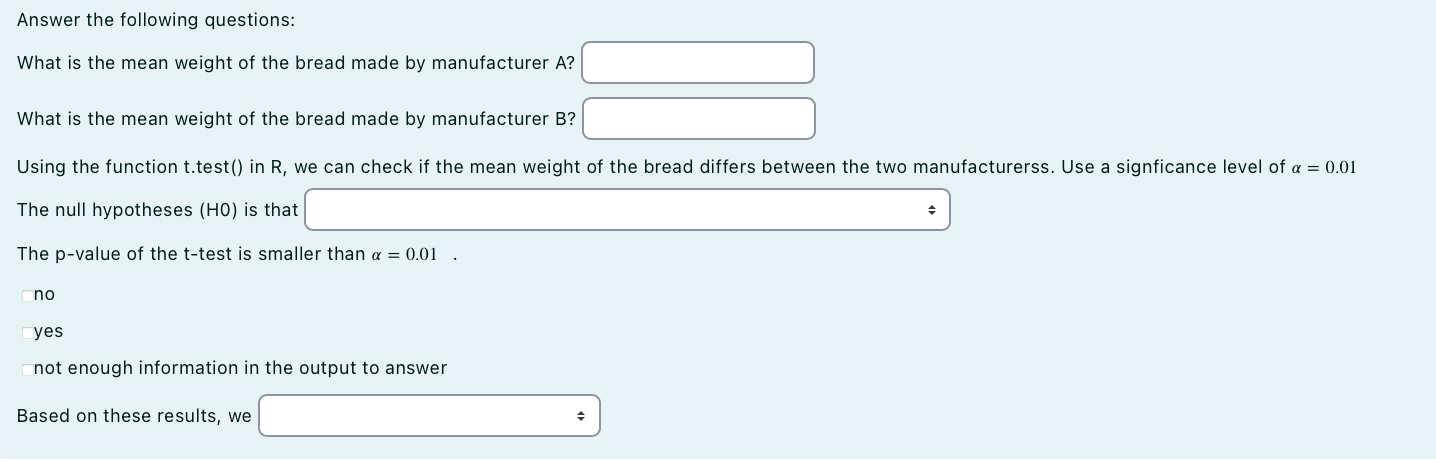 Answer the following questions:
What is the mean weight of the bread made by manufacturer A?
What is the mean weight of the bread made by manufacturer B?
Using the function t.test() in R, we can check if the mean weight of the bread differs between the two manufacturerss. Use a signficance level of α = 0.01
The null hypotheses (H0) is that
The p-value of the t-test is smaller than α = 0.01 .
no
yes
not enough information in the output to answer
Based on these results, we